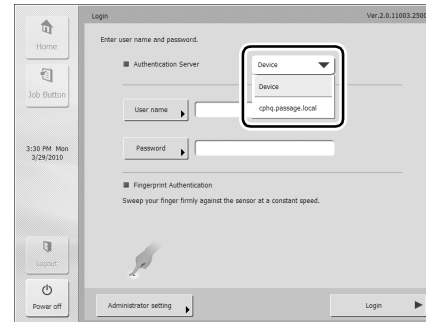 Login
Ver.2.0.11003.2500
Home
Job Button
3:30 PM Mon
3/29/2010
Logout
Power off
Enter user name and password.
Authentication Server
Device
Device
cphq.passage.local
User name
Password
Fingerprint Authentication
Sweep your finger firmly against the sensor at a constant speed.
Administrator setting
Login